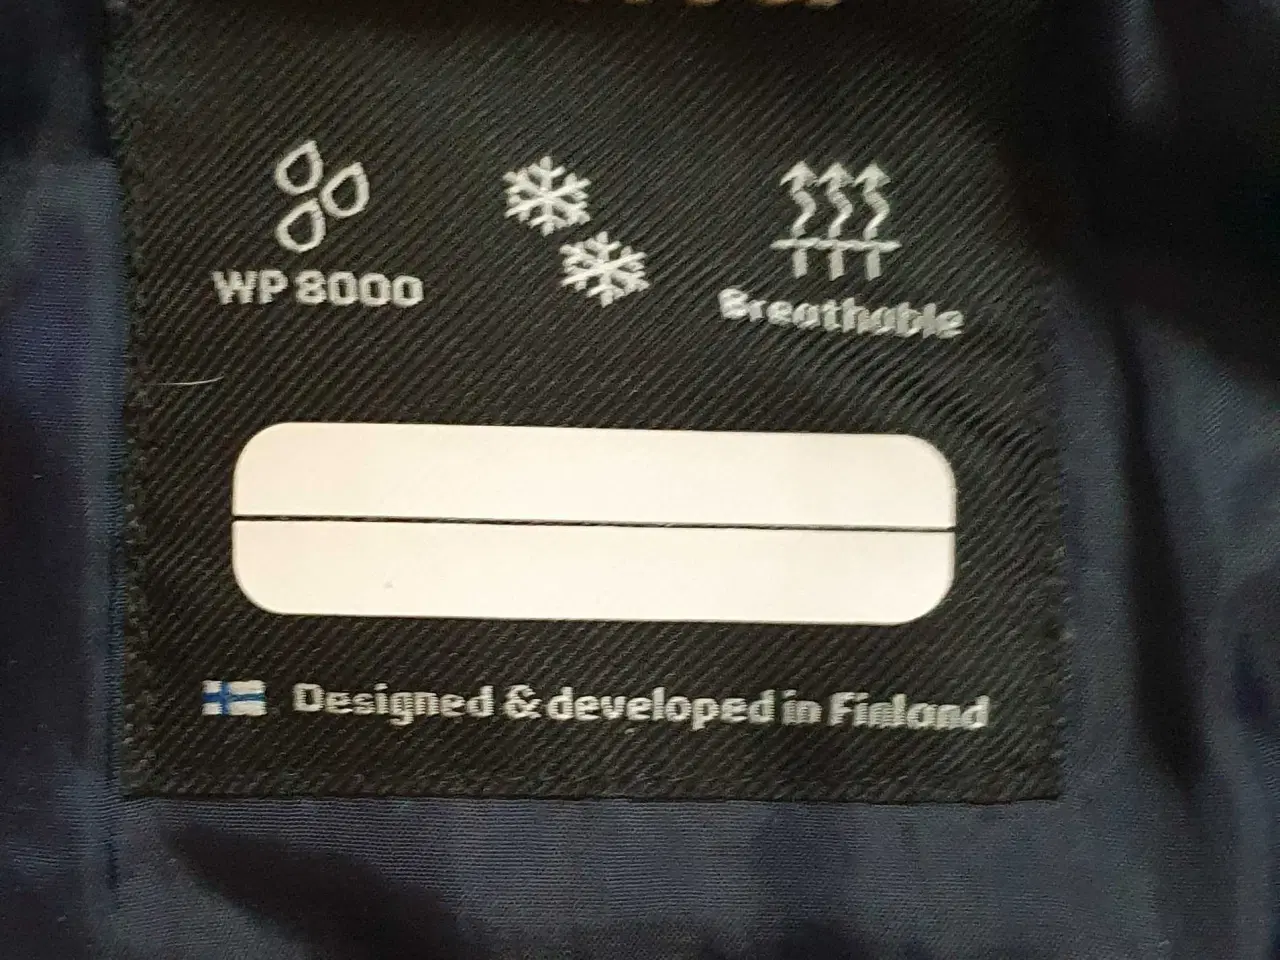 WP 8000
Breathable
Designed & developed in Finland